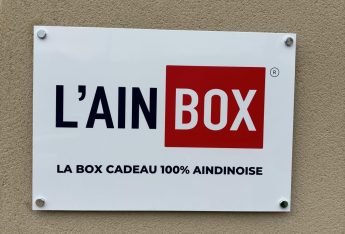 L'AIN BOX ®
LA BOX CADEAU 100% AINDINOISE